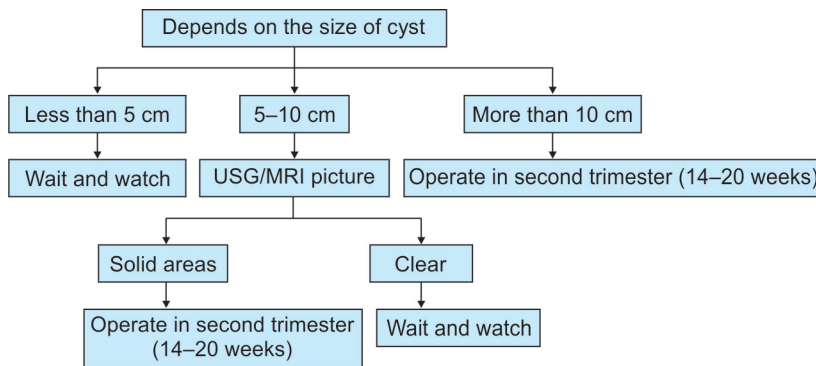 Depends on the size of cyst
Less than 5 cm
5–10 cm
More than 10 cm
Wait and watch
USG/MRI picture
Operate in second trimester (14–20 weeks)
Solid areas
Clear
Operate in second trimester
(14–20 weeks)
Wait and watch